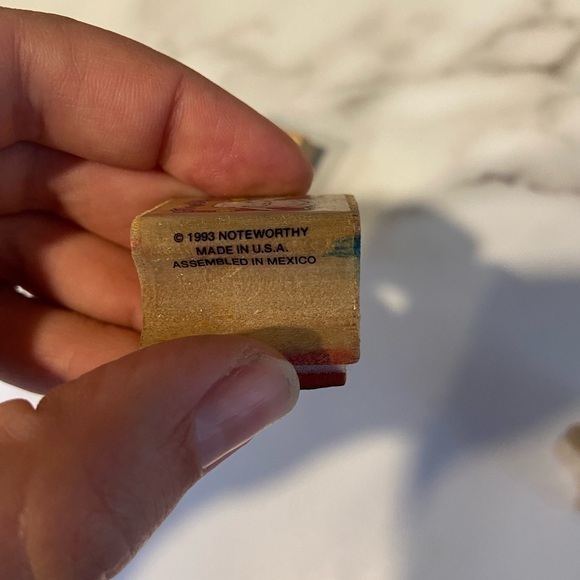 © 1993 NOTEWORTHY
MADE IN U.S.A.
ASSEMBLED IN MEXICO